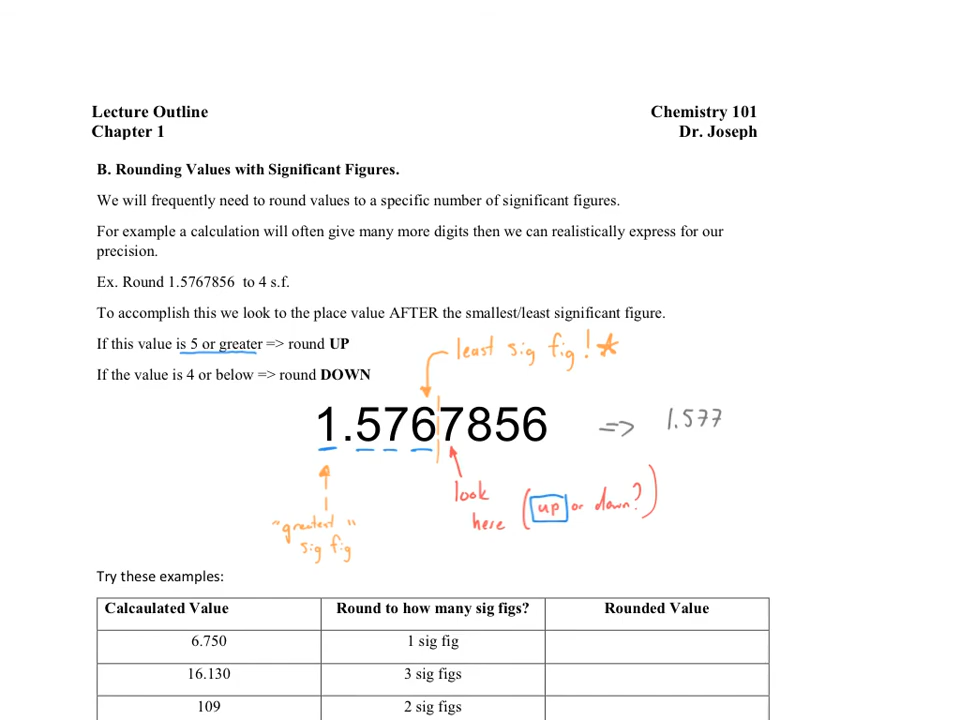 Lecture Outline Chemistry 101
Chapter 1 Dr. Joseph
B. Rounding Values with Significant Figures.
We will frequently need to round values to a specific number of significant figures.
For example a calculation will often give many more digits then we can realistically express for our
precision.
Ex. Round 1.5767856 to 4 s.f.
To accomplish this we look to the place value AFTER the smallest/least significant figure.
If this value is 5 or greater => round UP
least sig fig!
If the value is 4 or below => round DOWN
1.5767856 => 1.577
look
here (up or down?)
"greatest"
sig fig
Try these examples:
Calcaulated Value Round to how many sig figs? Rounded Value
6.750 1 sig fig
16.130 3 sig figs
109 2 sig figs